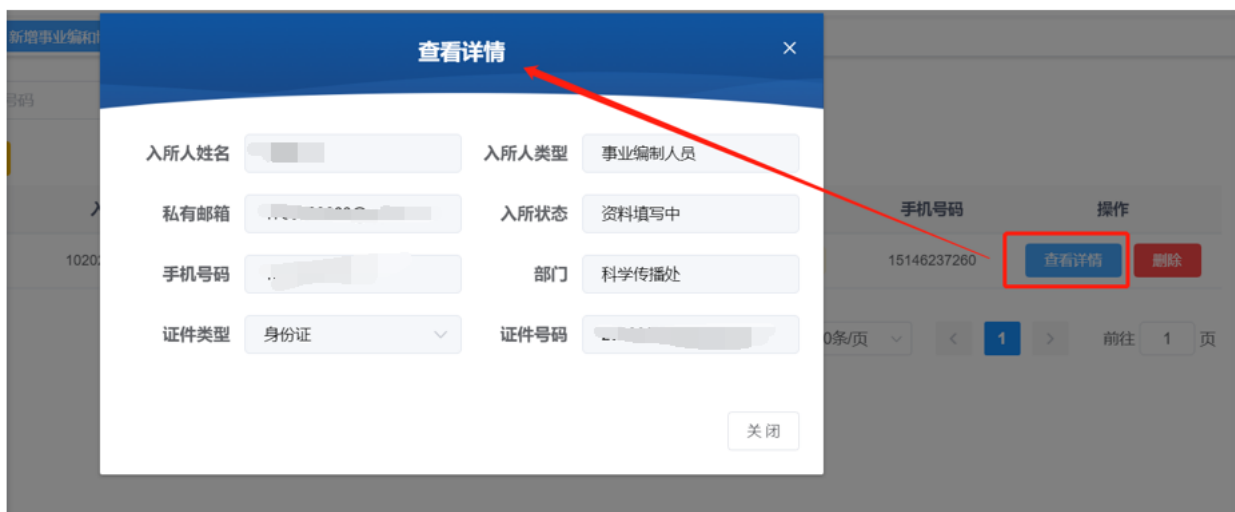 新增事业编和
查看详情
号码
入所人姓名 入所人类型 事业编制人员
私有邮箱 入所状态 资料填写中
手机号码 操作
手机号码 部门 科学传播处
1020 15146237260 查看详情 删除
证件类型 身份证 证件号码
0条/页 1 前往 1 页
关闭